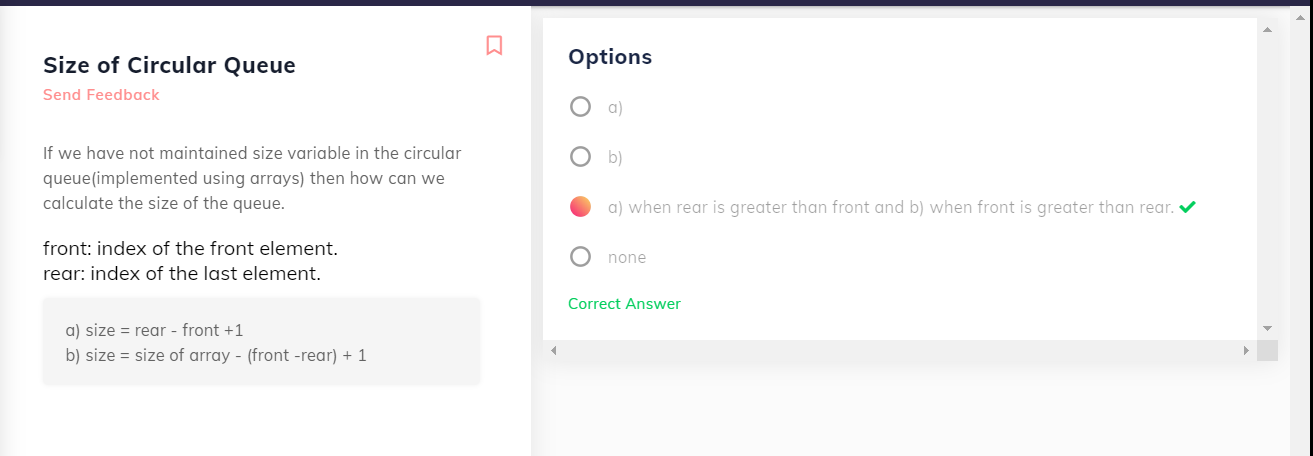 Size of Circular Queue
Send Feedback
If we have not maintained size variable in the circular
queue(implemented using arrays) then how can we
calculate the size of the queue.
front: index of the front element.
rear: index of the last element.
a) size = rear - front +1
b) size = size of array - (front -rear) + 1
Options
a)
b)
a) when rear is greater than front and b) when front is greater than rear.
none
Correct Answer